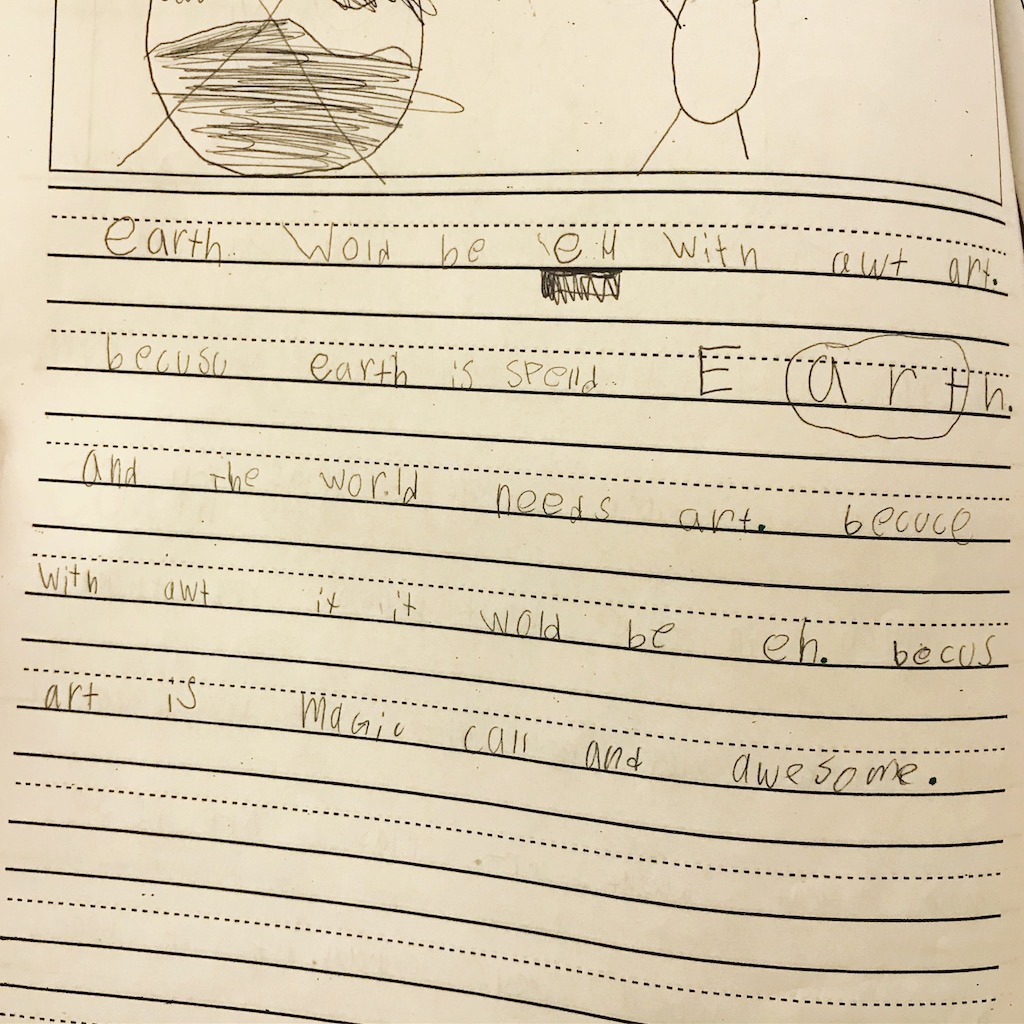 earth Wold be eh with awt art.
becuse earth is spelld Earth.
and the world needs art. becuce
with awt it it wold be eh. becus
art is magic call and awesome.